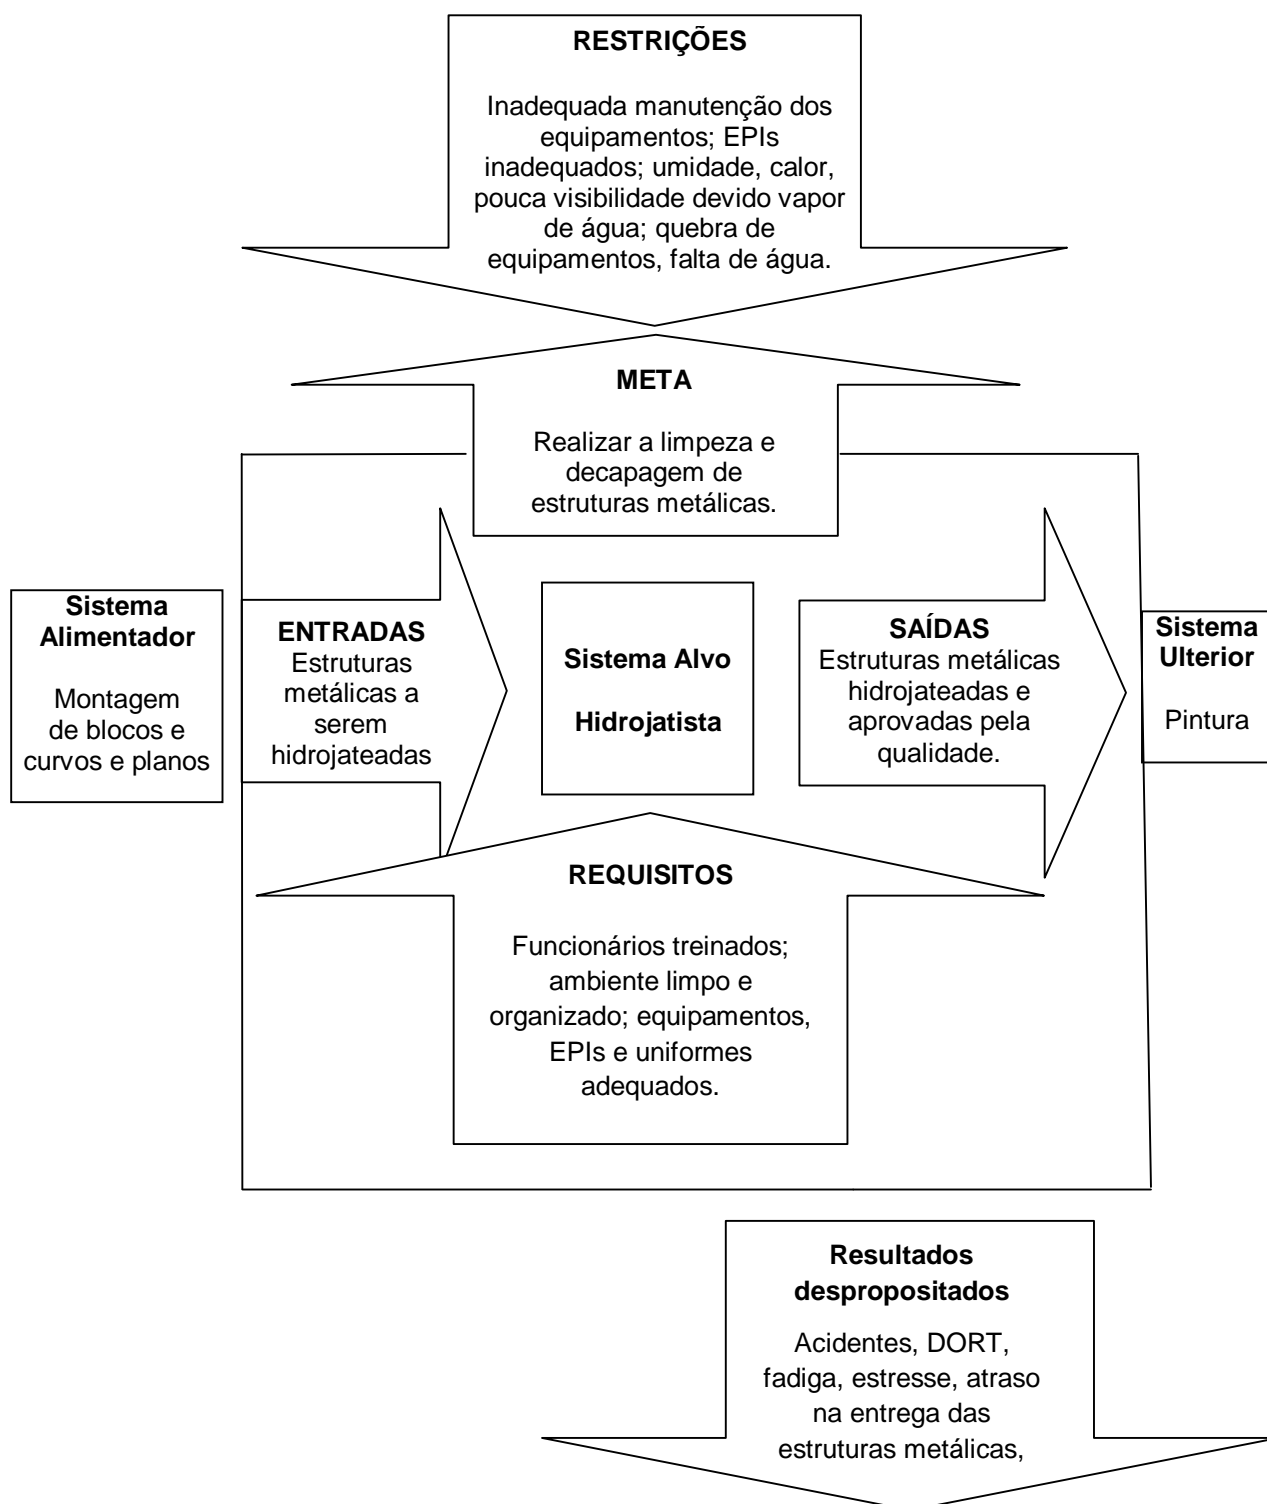 RESTRIÇÕES
Inadequada manutenção dos
equipamentos; EPIs
inadequados; umidade, calor,
pouca visibilidade devido vapor
de água; quebra de
equipamentos, falta de água.
META
Realizar a limpeza e
decapagem de
estruturas metálicas.
Sistema
Alimentador
Montagem
de blocos e
curvos e planos
ENTRADAS
Estruturas
metálicas a
serem
hidrojateadas
Sistema Alvo
Hidrojatista
SAÍDAS
Estruturas metálicas
hidrojateadas e
aprovadas pela
qualidade.
Sistema
Ulterior
Pintura
REQUISITOS
Funcionários treinados;
ambiente limpo e
organizado; equipamentos,
EPIs e uniformes
adequados.
Resultados
despropositados
Acidentes, DORT,
fadiga, estresse, atraso
na entrega das
estruturas metálicas,